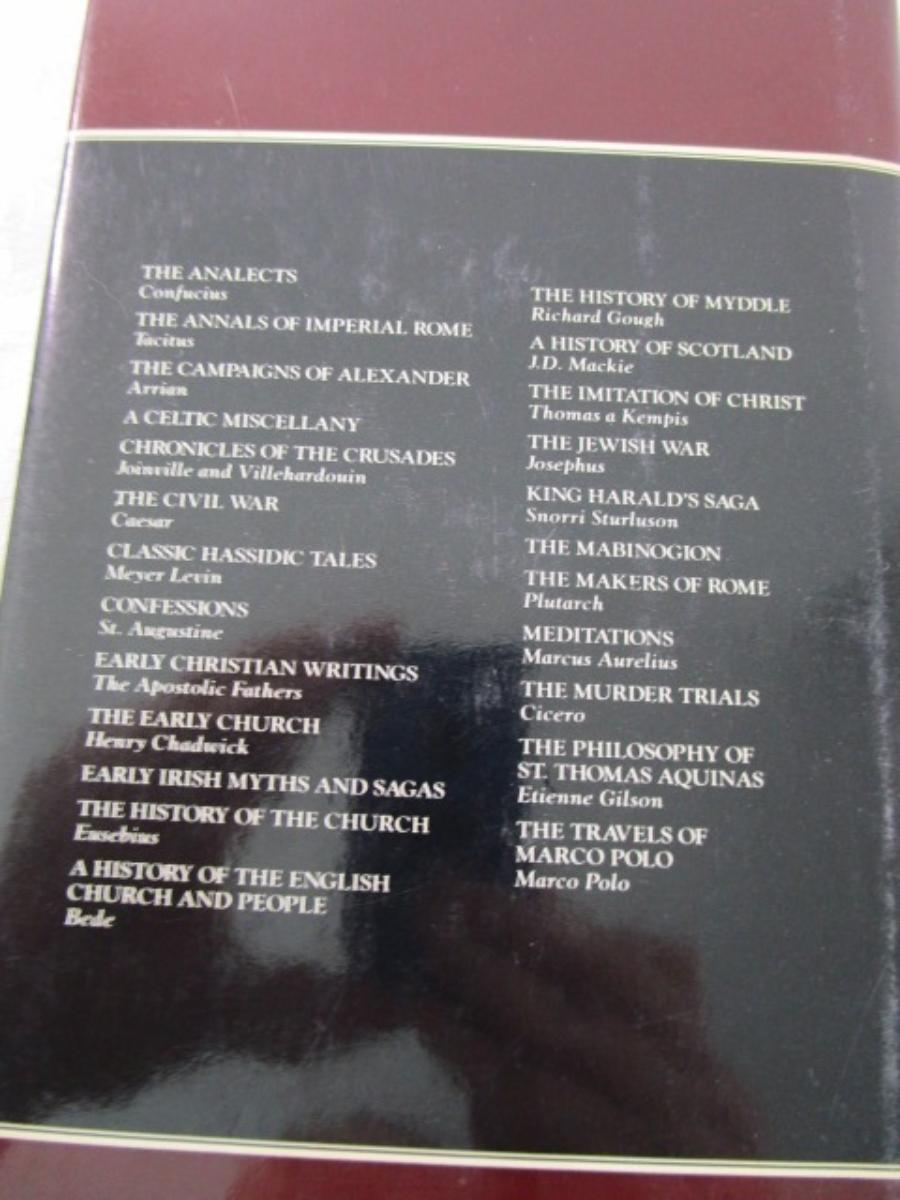 THE ANALECTS
Confucius
THE ANNALS OF IMPERIAL ROME
Tacitus
THE CAMPAIGNS OF ALEXANDER
Arrian
A CELTIC MISCELLANY
CHRONICLES OF THE CRUSADES
Joinville and Villehardouin
THE CIVIL WAR
Caesar
CLASSIC HASSIDIC TALES
Meyer Levin
CONFESSIONS
St. Augustine
EARLY CHRISTIAN WRITINGS
The Apostolic Fathers
THE EARLY CHURCH
Henry Chadwick
EARLY IRISH MYTHS AND SAGAS
THE HISTORY OF THE CHURCH
Eusebius
A HISTORY OF THE ENGLISH
CHURCH AND PEOPLE
Bede
THE HISTORY OF MYDDLE
Richard Gough
A HISTORY OF SCOTLAND
J.D. Mackie
THE IMITATION OF CHRIST
Thomas a Kempis
THE JEWISH WAR
Josephus
KING HARALD'S SAGA
Snorri Sturluson
THE MABINOGION
THE MAKERS OF ROME
Plutarch
MEDITATIONS
Marcus Aurelius
THE MURDER TRIALS
Cicero
THE PHILOSOPHY OF
ST. THOMAS AQUINAS
Etienne Gilson
THE TRAVELS OF
MARCO POLO
Marco Polo